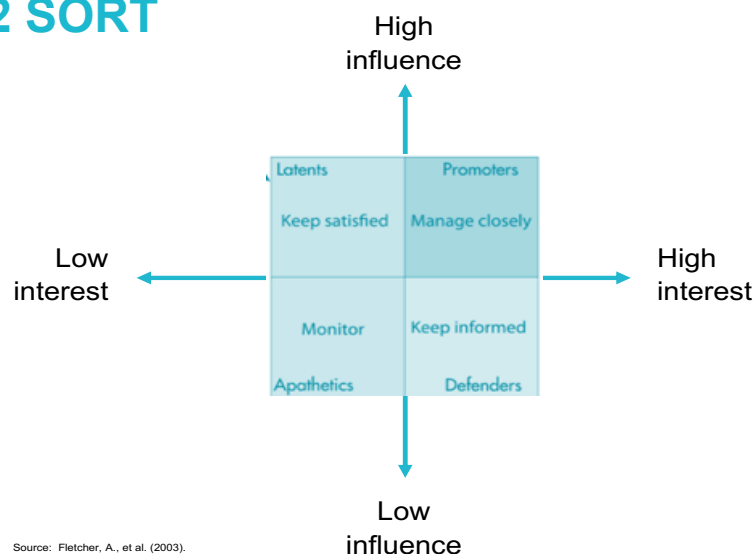 2 SORT
High
influence
Latents
Promoters
Keep satisfied
Manage closely
Low
interest
High
interest
Monitor
Keep informed
Apathetics
Defenders
Low
influence
Source: Fletcher, A., et al. (2003).